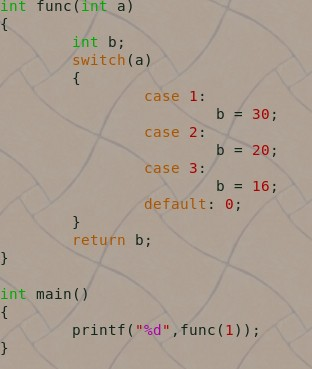 int func(int a)
{
int b;
switch(a)
{
case 1:
b = 30;
case 2:
b = 20;
case 3:
b = 16;
default: 0;
}
return b;
}
int main()
{
printf("%d",func(1));
}